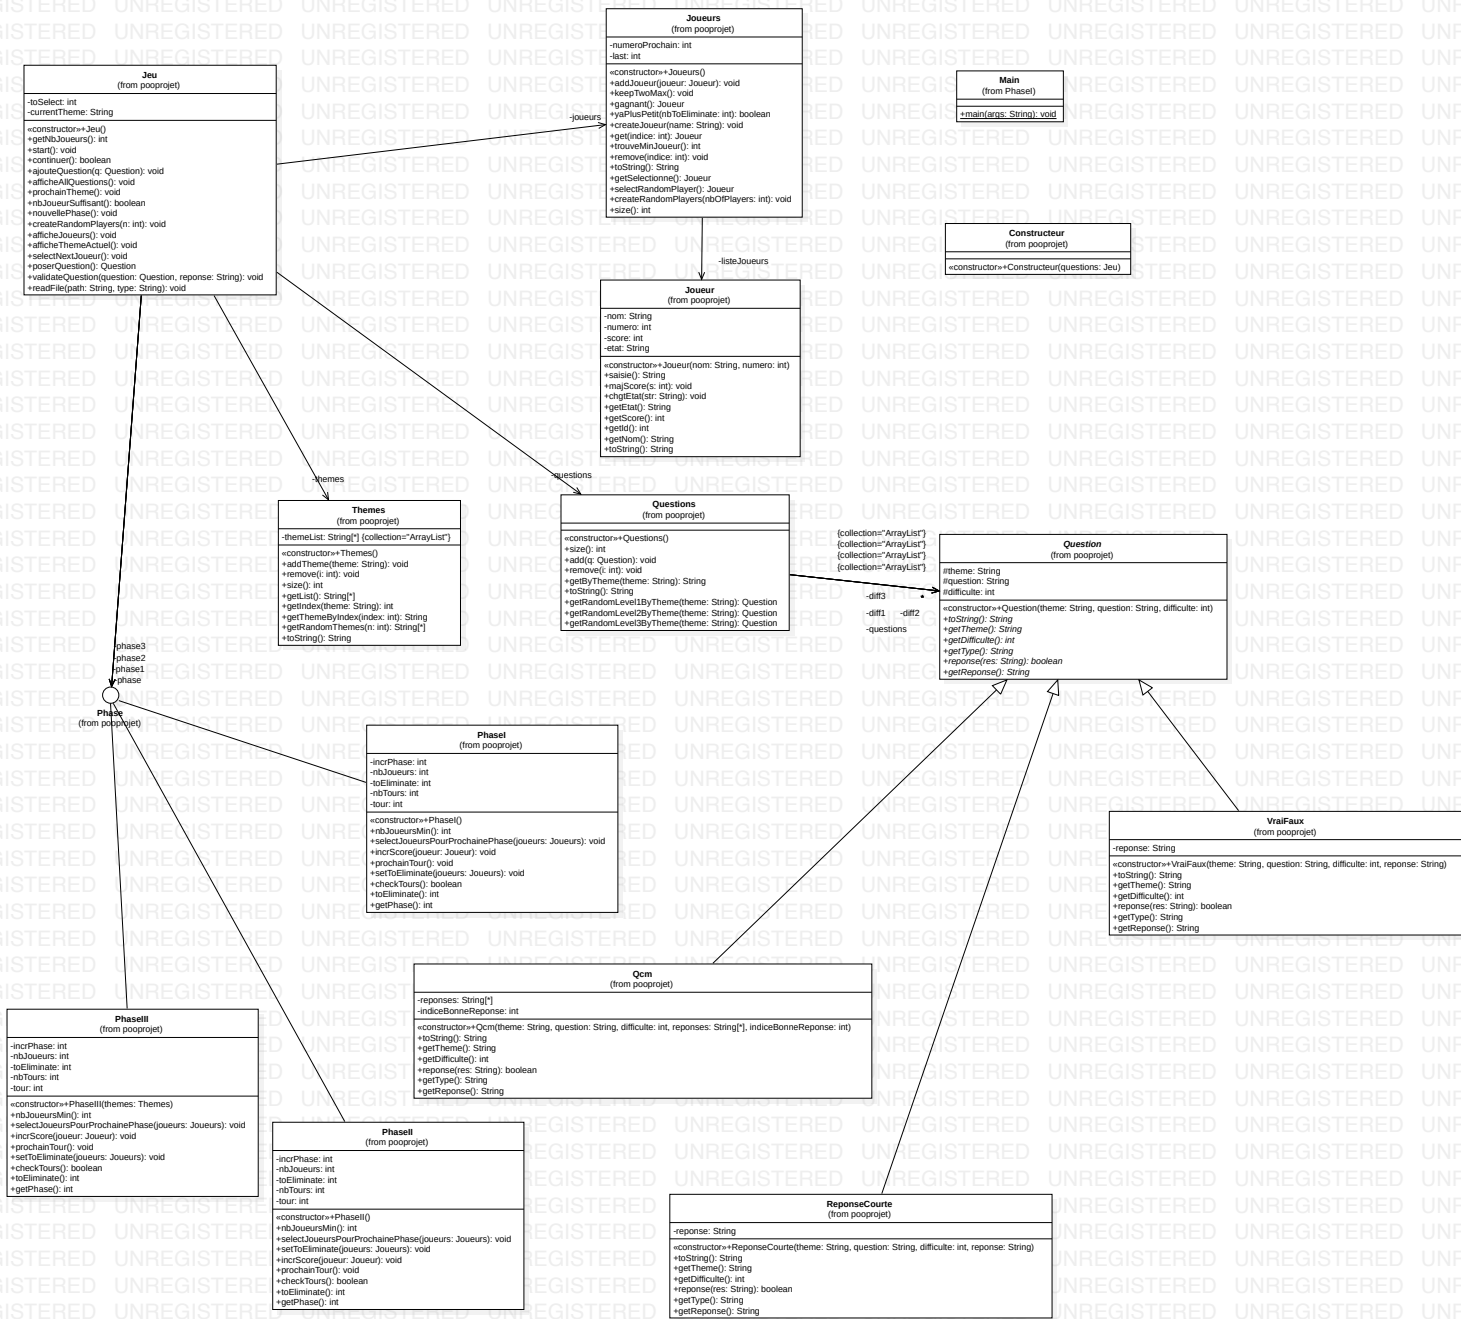 Joueurs
(from pooprojet)
-numeroProchain: int
-last: int
«constructor»+Joueurs()
+addJoueur(joueur: Joueur): void
+keepTwoMax(): void
+gagnant(): Joueur
+yaPlusPetit(nbToEliminate: int): boolean
+createJoueur(name: String): void
+get(indice: int): Joueur
+trouveMinJoueur(): int
+remove(indice: int): void
+toString(): String
+getSelectionne(): Joueur
+selectRandomPlayer(): Joueur
+createRandomPlayers(nbOfPlayers: int): void
+size(): int
Jeu
(from pooprojet)
-toSelect: int
-currentTheme: String
«constructor»+Jeu()
+getNbJoueurs(): int
+start(): void
+continuer(): boolean
+ajouteQuestion(q: Question): void
+afficheAllQuestions(): void
+prochainTheme(): void
+nbJoueurSuffisant(): boolean
+nouvellePhase(): void
+createRandomPlayers(n: int): void
+afficheJoueurs(): void
+afficheThemeActuel(): void
+selectNextJoueur(): void
+poserQuestion(): Question
+validateQuestion(question: Question, reponse: String): void
+readFile(path: String, type: String): void
-joueurs
Main
(from PhaseI)
+main(args: String): void
Constructeur
(from pooprojet)
«constructor»+Constructeur(questions: Jeu)
-listeJoueurs
Joueur
(from pooprojet)
-nom: String
-numero: int
-score: int
-etat: String
«constructor»+Joueur(nom: String, numero: int)
+saisie(): String
+majScore(s: int): void
+chgtEtat(str: String): void
+getEtat(): String
+getScore(): int
+getId(): int
+getNom(): String
+toString(): String
-themes
-questions
Themes
(from pooprojet)
-themeList: String[*] {collection="ArrayList"}
«constructor»+Themes()
+addTheme(theme: String): void
+remove(i: int): void
+size(): int
+getList(): String[*]
+getIndex(theme: String): int
+getThemeByIndex(index: int): String
+getRandomThemes(n: int): String[*]
+toString(): String
Questions
(from pooprojet)
«constructor»+Questions()
+size(): int
+add(q: Question): void
+remove(i: int): void
+getByTheme(theme: String): String
+toString(): String
+getRandomLevel1ByTheme(theme: String): Question
+getRandomLevel2ByTheme(theme: String): Question
+getRandomLevel3ByTheme(theme: String): Question
{collection="ArrayList"}
{collection="ArrayList"}
{collection="ArrayList"}
{collection="ArrayList"}
-diff3 *
-diff1 -diff2
-questions
Question
(from pooprojet)
#theme: String
#question: String
#difficulte: int
«constructor»+Question(theme: String, question: String, difficulte: int)
+toString(): String
+getTheme(): String
+getDifficulte(): int
+getType(): String
+reponse(res: String): boolean
+getReponse(): String
-phase3
-phase2
-phase1
-phase
Phase
(from pooprojet)
PhaseI
(from pooprojet)
-incrPhase: int
-nbJoueurs: int
-toEliminate: int
-nbTours: int
-tour: int
«constructor»+PhaseI()
+nbJoueursMin(): int
+selectJoueursPourProchainePhase(joueurs: Joueurs): void
+incrScore(joueur: Joueur): void
+prochainTour(): void
+setToEliminate(joueurs: Joueurs): void
+checkTours(): boolean
+toEliminate(): int
+getPhase(): int
VraiFaux
(from pooprojet)
-reponse: String
«constructor»+VraiFaux(theme: String, question: String, difficulte: int, reponse: String)
+toString(): String
+getTheme(): String
+getDifficulte(): int
+reponse(res: String): boolean
+getType(): String
+getReponse(): String
Qcm
(from pooprojet)
-reponses: String[*]
-indiceBonneReponse: int
«constructor»+Qcm(theme: String, question: String, difficulte: int, reponses: String[*], indiceBonneReponse: int)
+toString(): String
+getTheme(): String
+getDifficulte(): int
+reponse(res: String): boolean
+getType(): String
+getReponse(): String
PhaseIII
(from pooprojet)
-incrPhase: int
-nbJoueurs: int
-toEliminate: int
-nbTours: int
-tour: int
«constructor»+PhaseIII(themes: Themes)
+nbJoueursMin(): int
+selectJoueursPourProchainePhase(joueurs: Joueurs): void
+incrScore(joueur: Joueur): void
+prochainTour(): void
+setToEliminate(joueurs: Joueurs): void
+checkTours(): boolean
+toEliminate(): int
+getPhase(): int
PhaseII
(from pooprojet)
-incrPhase: int
-nbJoueurs: int
-toEliminate: int
-nbTours: int
-tour: int
«constructor»+PhaseII()
+nbJoueursMin(): int
+selectJoueursPourProchainePhase(joueurs: Joueurs): void
+setToEliminate(joueurs: Joueurs): void
+incrScore(joueur: Joueur): void
+prochainTour(): void
+checkTours(): boolean
+toEliminate(): int
+getPhase(): int
ReponseCourte
(from pooprojet)
-reponse: String
«constructor»+ReponseCourte(theme: String, question: String, difficulte: int, reponse: String)
+toString(): String
+getTheme(): String
+getDifficulte(): int
+reponse(res: String): boolean
+getType(): String
+getReponse(): String